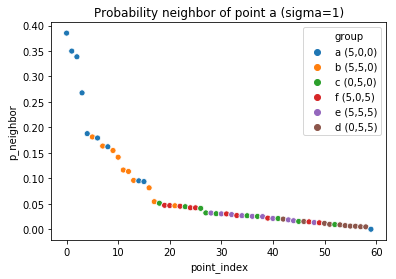 Probability neighbor of point a (sigma=1)
0.40
0.35
0.30
0.25
0.20
0.15
0.10
0.05
0.00
p_neighbor
group
a (5,0,0)
b (5,5,0)
c (0,5,0)
f (5,0,5)
e (5,5,5)
d (0,5,5)
0 10 20 30 40 50 60
point_index